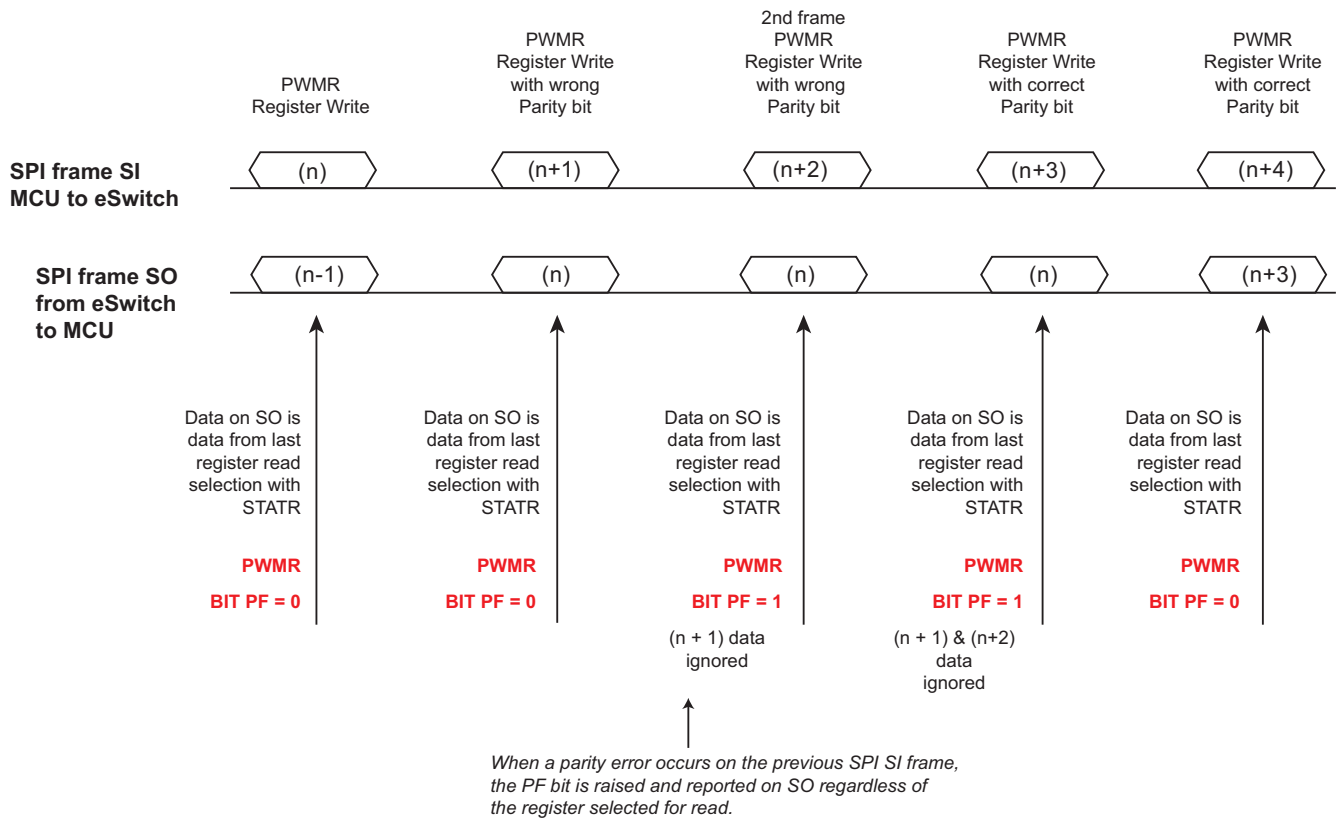 PWMR
Register Write
PWMR
Register Write
with wrong
Parity bit
2nd frame
PWMR
Register Write
with wrong
Parity bit
PWMR
Register Write
with correct
Parity bit
PWMR
Register Write
with correct
Parity bit
SPI frame SI
MCU to eSwitch
(n)
(n+1)
(n+2)
(n+3)
(n+4)
SPI frame SO
from eSwitch
to MCU
(n-1)
(n)
(n)
(n)
(n+3)
Data on SO is
data from last
register read
selection with
STATR
PWMR
BIT PF = 0
Data on SO is
data from last
register read
selection with
STATR
PWMR
BIT PF = 0
Data on SO is
data from last
register read
selection with
STATR
PWMR
BIT PF = 1
(n + 1) data
ignored
Data on SO is
data from last
register read
selection with
STATR
PWMR
BIT PF = 1
(n + 1) & (n+2)
data
ignored
Data on SO is
data from last
register read
selection with
STATR
PWMR
BIT PF = 0
When a parity error occurs on the previous SPI SI frame,
the PF bit is raised and reported on SO regardless of
the register selected for read.